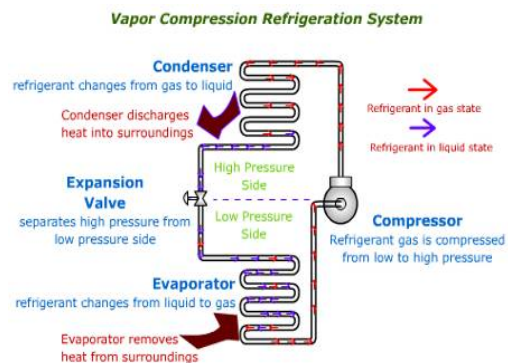 Vapor Compression Refrigeration System
Condenser
refrigerant changes from gas to liquid
Condenser discharges
heat into surroundings
Refrigerant in gas state
Refrigerant in liquid state
High Pressure
Side
Expansion
Valve
separates high pressure from
low pressure side
Low Pressure
Side
Compressor
Refrigerant gas is compressed
from low to high pressure
Evaporator
refrigerant changes from liquid to gas
Evaporator removes
heat from surroundings